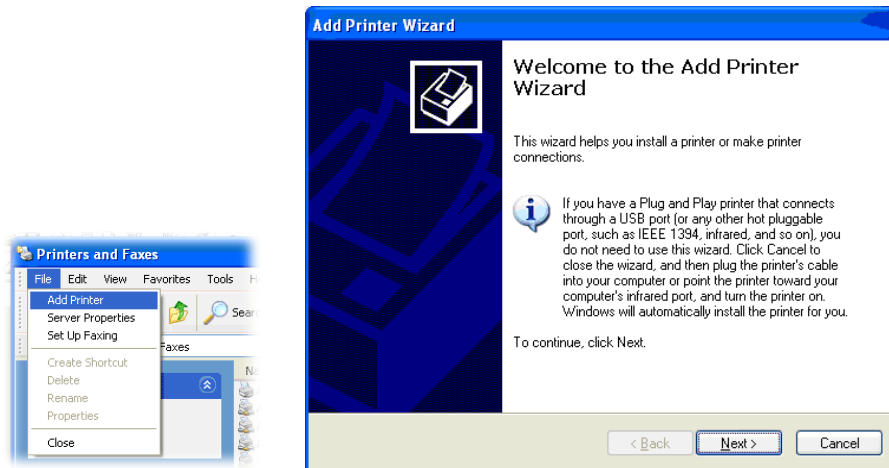 Printers and Faxes
File Edit View Favorites Tools
Add Printer
Server Properties
Set Up Faxing
Create Shortcut
Delete
Rename
Properties
Close
Faxes
Add Printer Wizard
Welcome to the Add Printer
Wizard
This wizard helps you install a printer or make printer
connections.
If you have a Plug and Play printer that connects
through a USB port (or any other hot pluggable
port, such as IEEE 1394, infrared, and so on), you
do not need to use this wizard. Click Cancel to
close the wizard, and then plug the printer's cable
into your computer or point the printer toward your
computer's infrared port, and turn the printer on.
Windows will automatically install the printer for you.
To continue, click Next.
< Back Next > Cancel